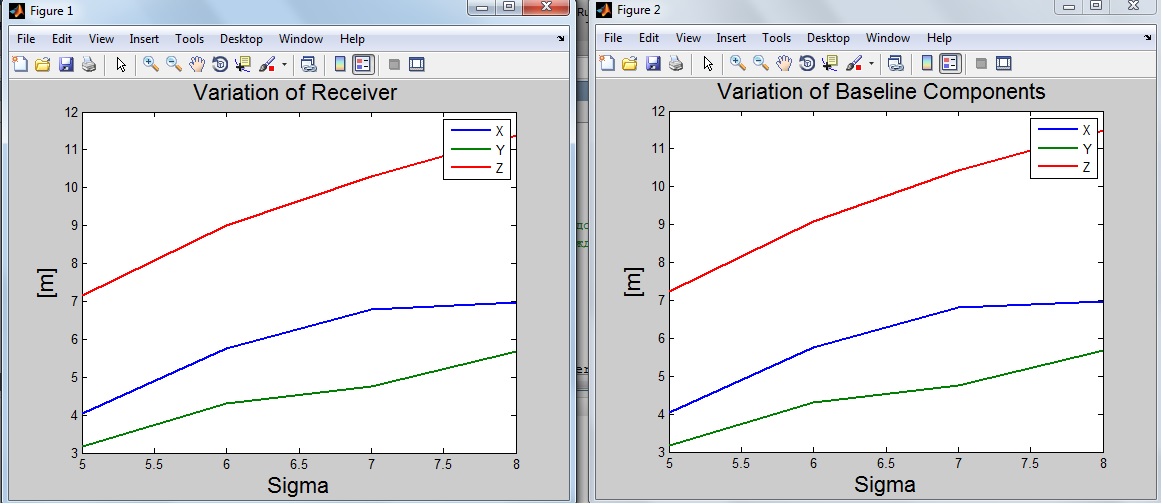 Figure 1
File Edit View Insert Tools Desktop Window Help
Variation of Receiver
12
11
10
9
8
7
6
5
4
3
[m]
X
Y
Z
5 5.5 6 6.5 7 7.5 8
Sigma
Figure 2
File Edit View Insert Tools Desktop Window Help
Variation of Baseline Components
12
11
10
9
8
7
6
5
4
3
[m]
X
Y
Z
5 5.5 6 6.5 7 7.5 8
Sigma